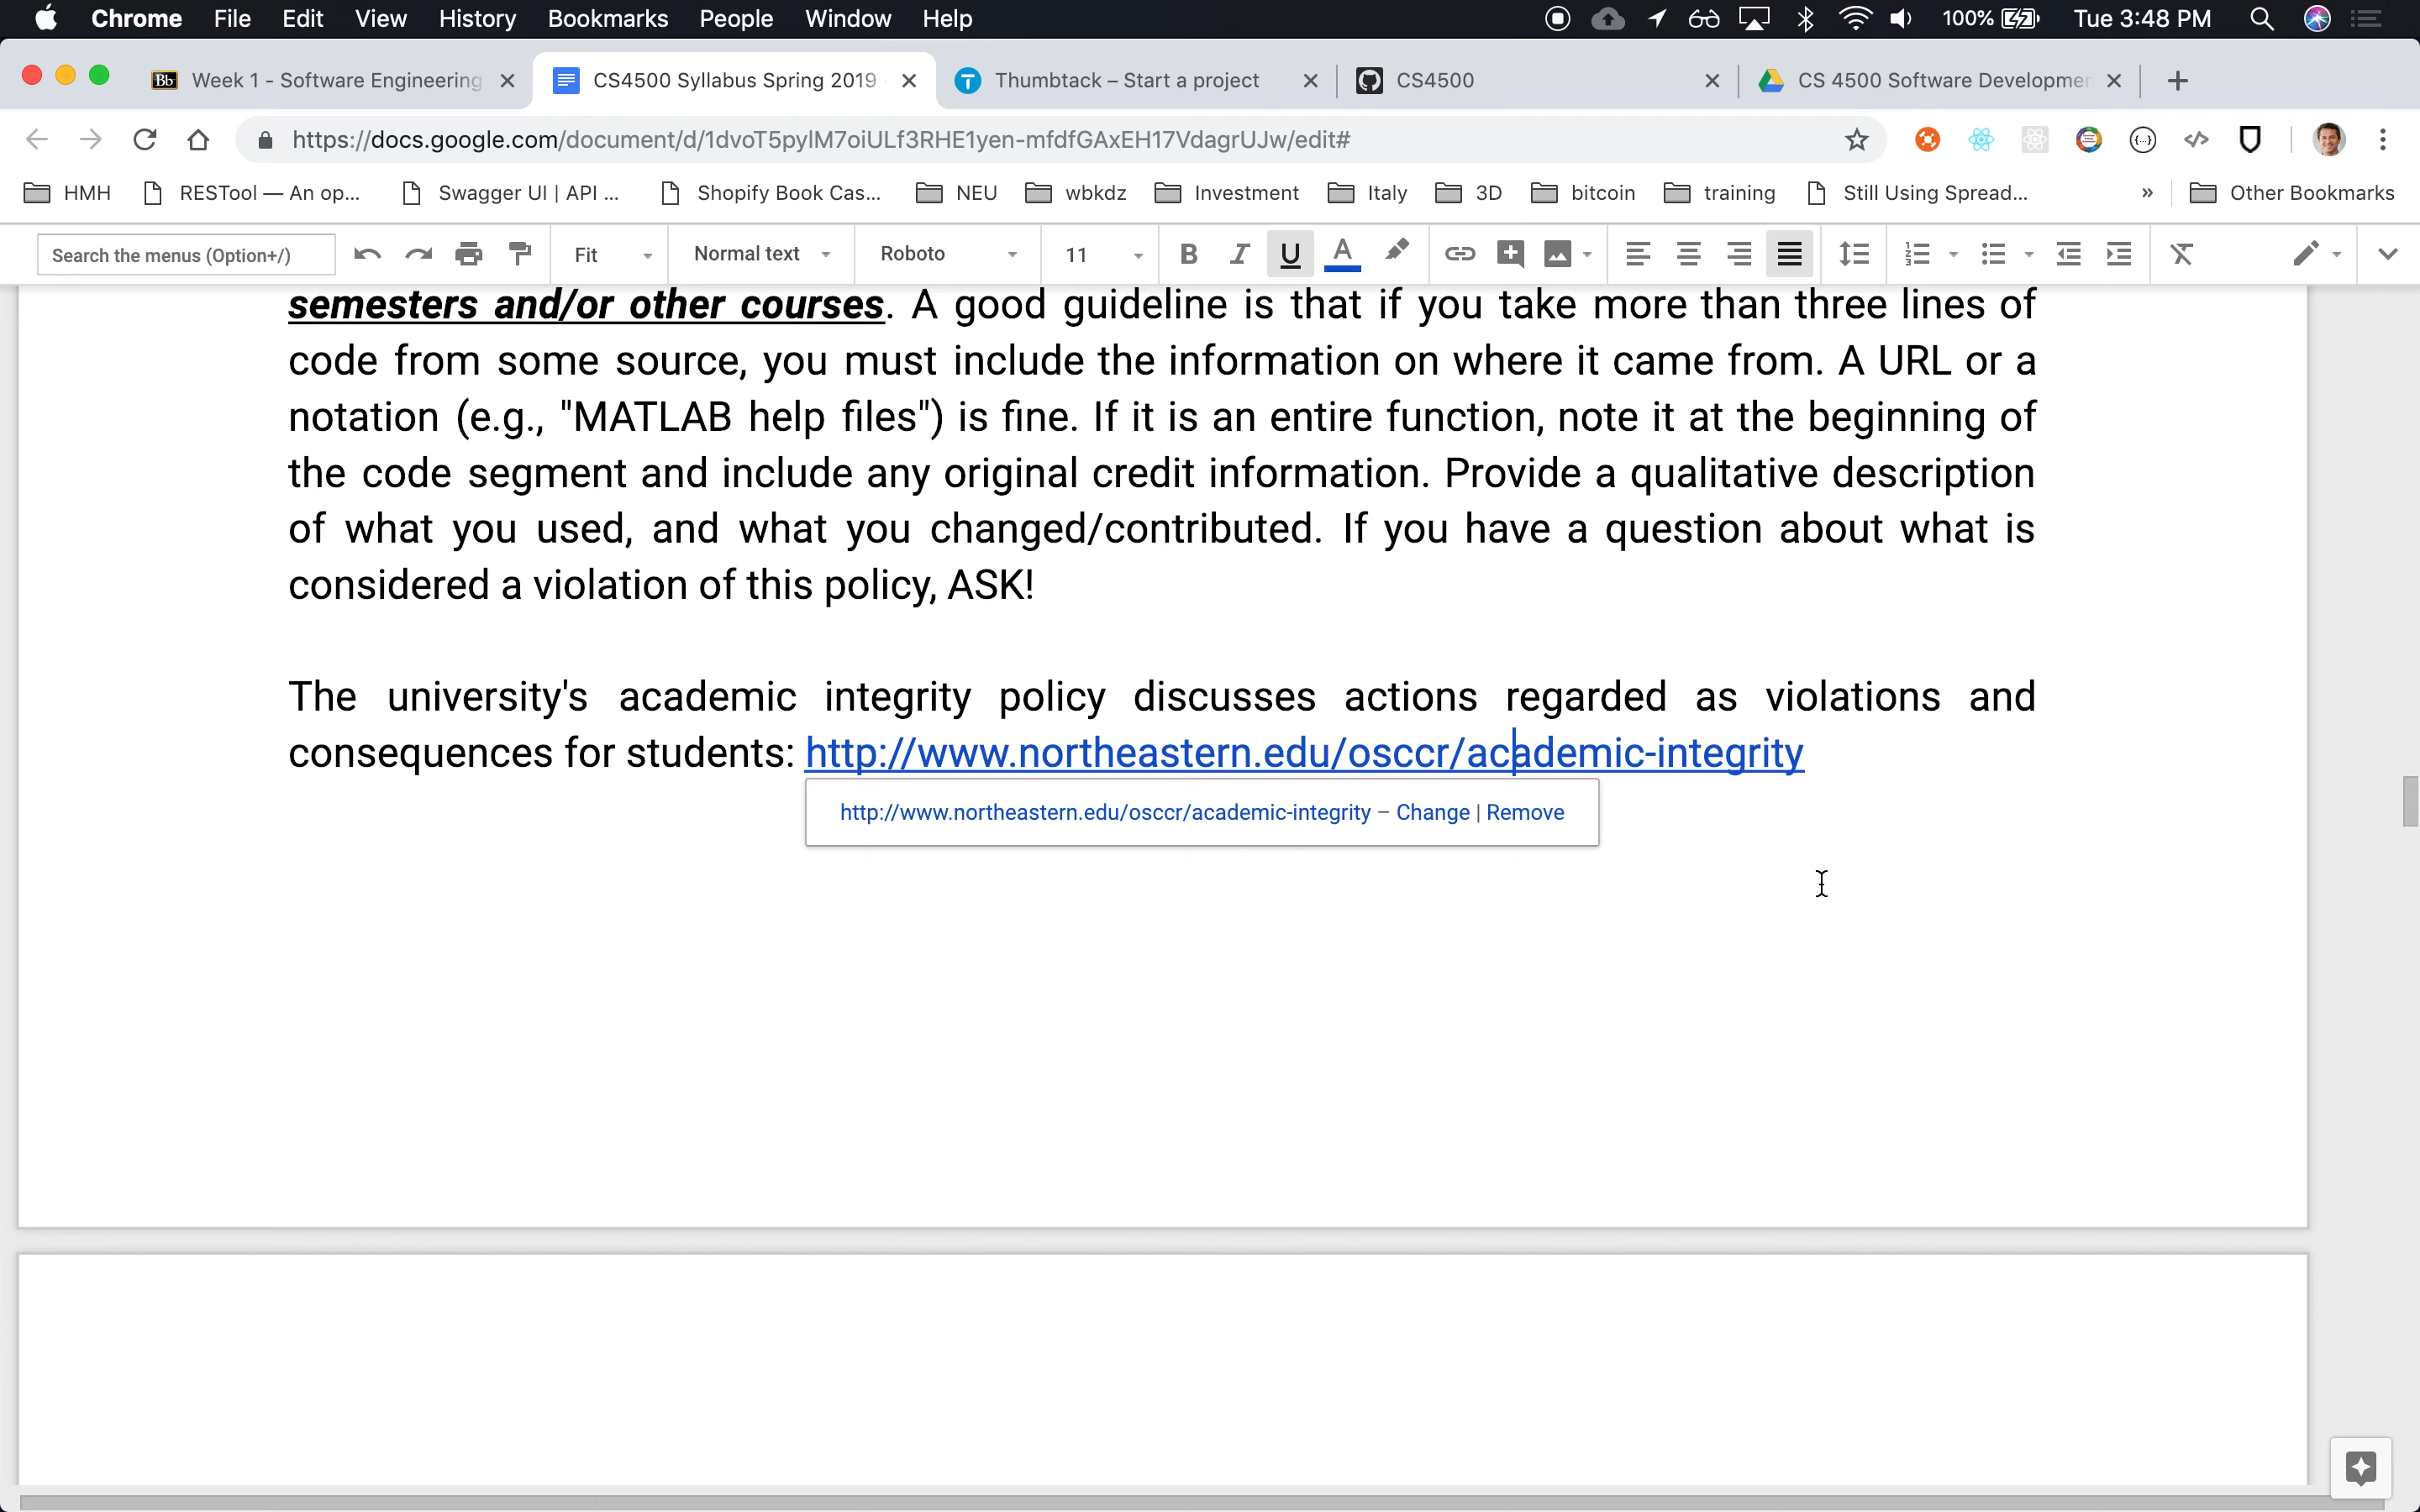 Chrome File Edit View History Bookmarks People Window Help 100% Tue 3:48 PM
Bb Week 1 - Software Engineering CS4500 Syllabus Spring 2019 - Thumbtack – Start a project CS4500 CS 4500 Software Developmen
https://docs.google.com/document/d/1dvoT5pylM7oiULf3RHE1yen-mfdfGAxEH17VdagrUJw/edit#
HMH RESTool — An op... Swagger UI | API ... Shopify Book Cas... NEU wbkdz Investment Italy 3D bitcoin training Still Using Spread... » Other Bookmarks
Search the menus (Option+/) Fit Normal text Roboto 11 B I U A
semesters and/or other courses. A good guideline is that if you take more than three lines of
code from some source, you must include the information on where it came from. A URL or a
notation (e.g., "MATLAB help files") is fine. If it is an entire function, note it at the beginning of
the code segment and include any original credit information. Provide a qualitative description
of what you used, and what you changed/contributed. If you have a question about what is
considered a violation of this policy, ASK!
The university's academic integrity policy discusses actions regarded as violations and
consequences for students: http://www.northeastern.edu/osccr/academic-integrity
http://www.northeastern.edu/osccr/academic-integrity – Change | Remove